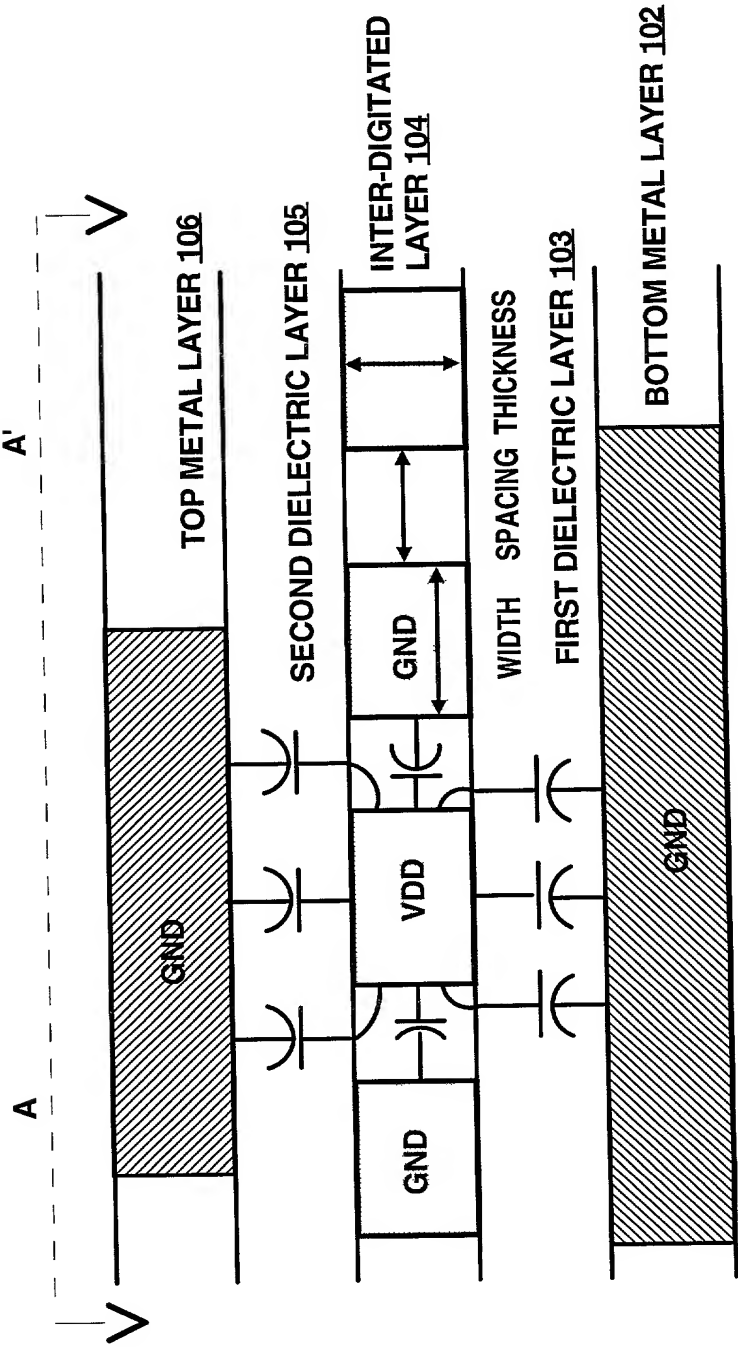 A A'
TOP METAL LAYER 106
GND
SECOND DIELECTRIC LAYER 105
INTER-DIGITATED
LAYER 104
GND
VDD
GND
WIDTH SPACING THICKNESS
FIRST DIELECTRIC LAYER 103
GND
BOTTOM METAL LAYER 102